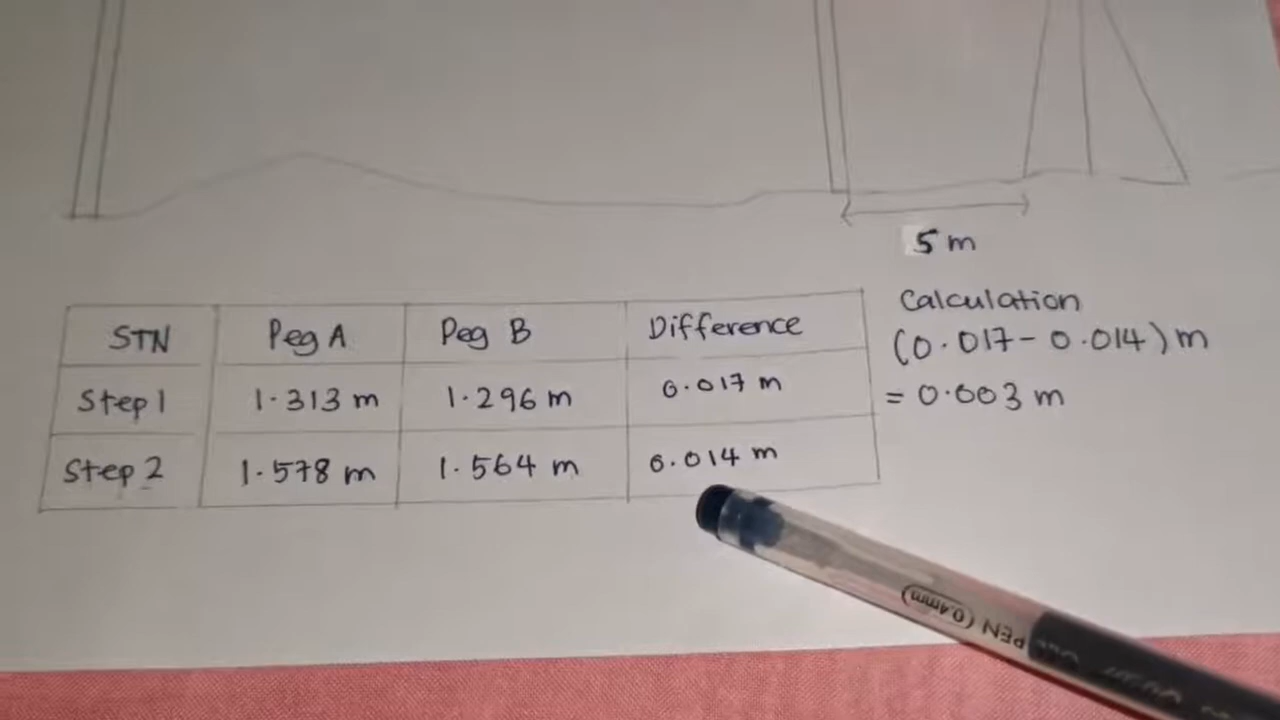 5 m
Calculation
(0.017 - 0.014) m
= 0.003 m
STN Peg A Peg B Difference
Step 1 1.313 m 1.296 m 0.017 m
Step 2 1.578 m 1.564 m 0.014 m
PEN (0.4mm)